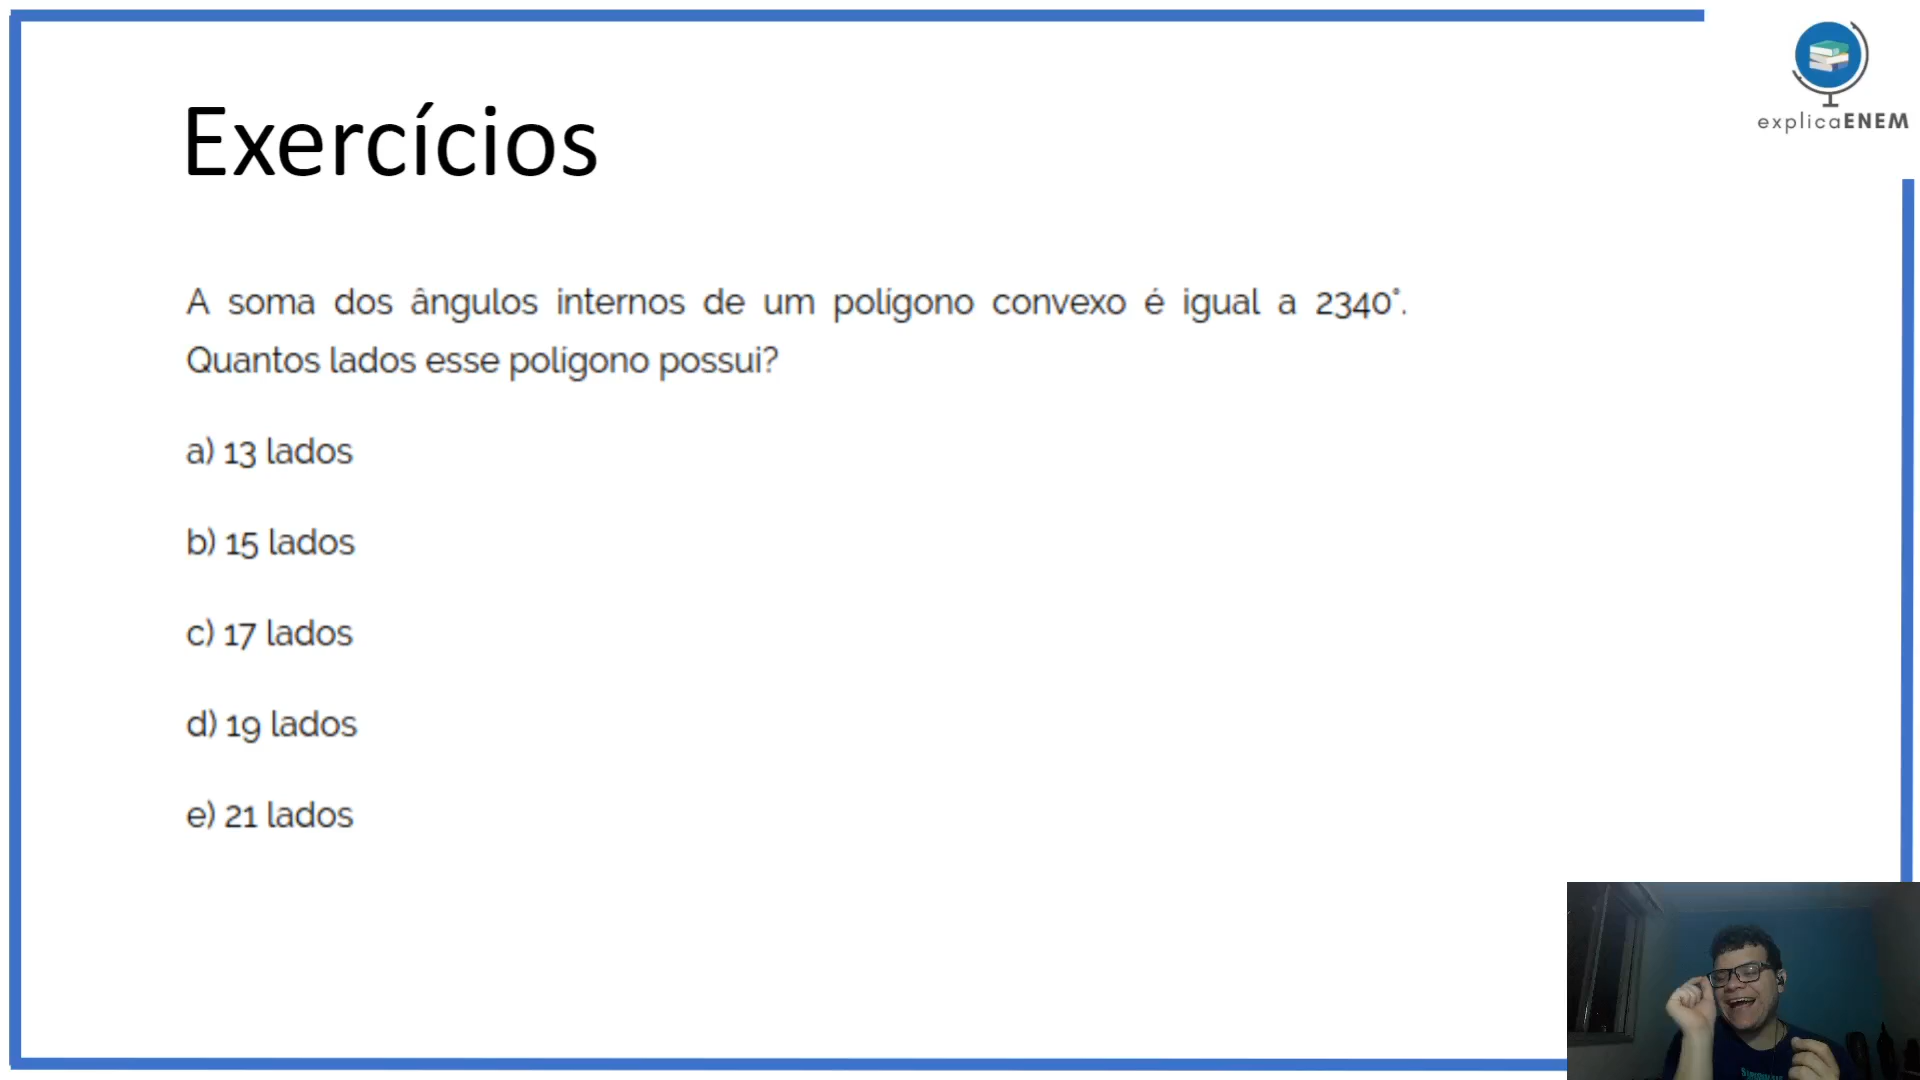 explicaENEM
Exercícios
A soma dos ângulos internos de um polígono convexo é igual a 2340°.
Quantos lados esse polígono possui?
a) 13 lados
b) 15 lados
c) 17 lados
d) 19 lados
e) 21 lados